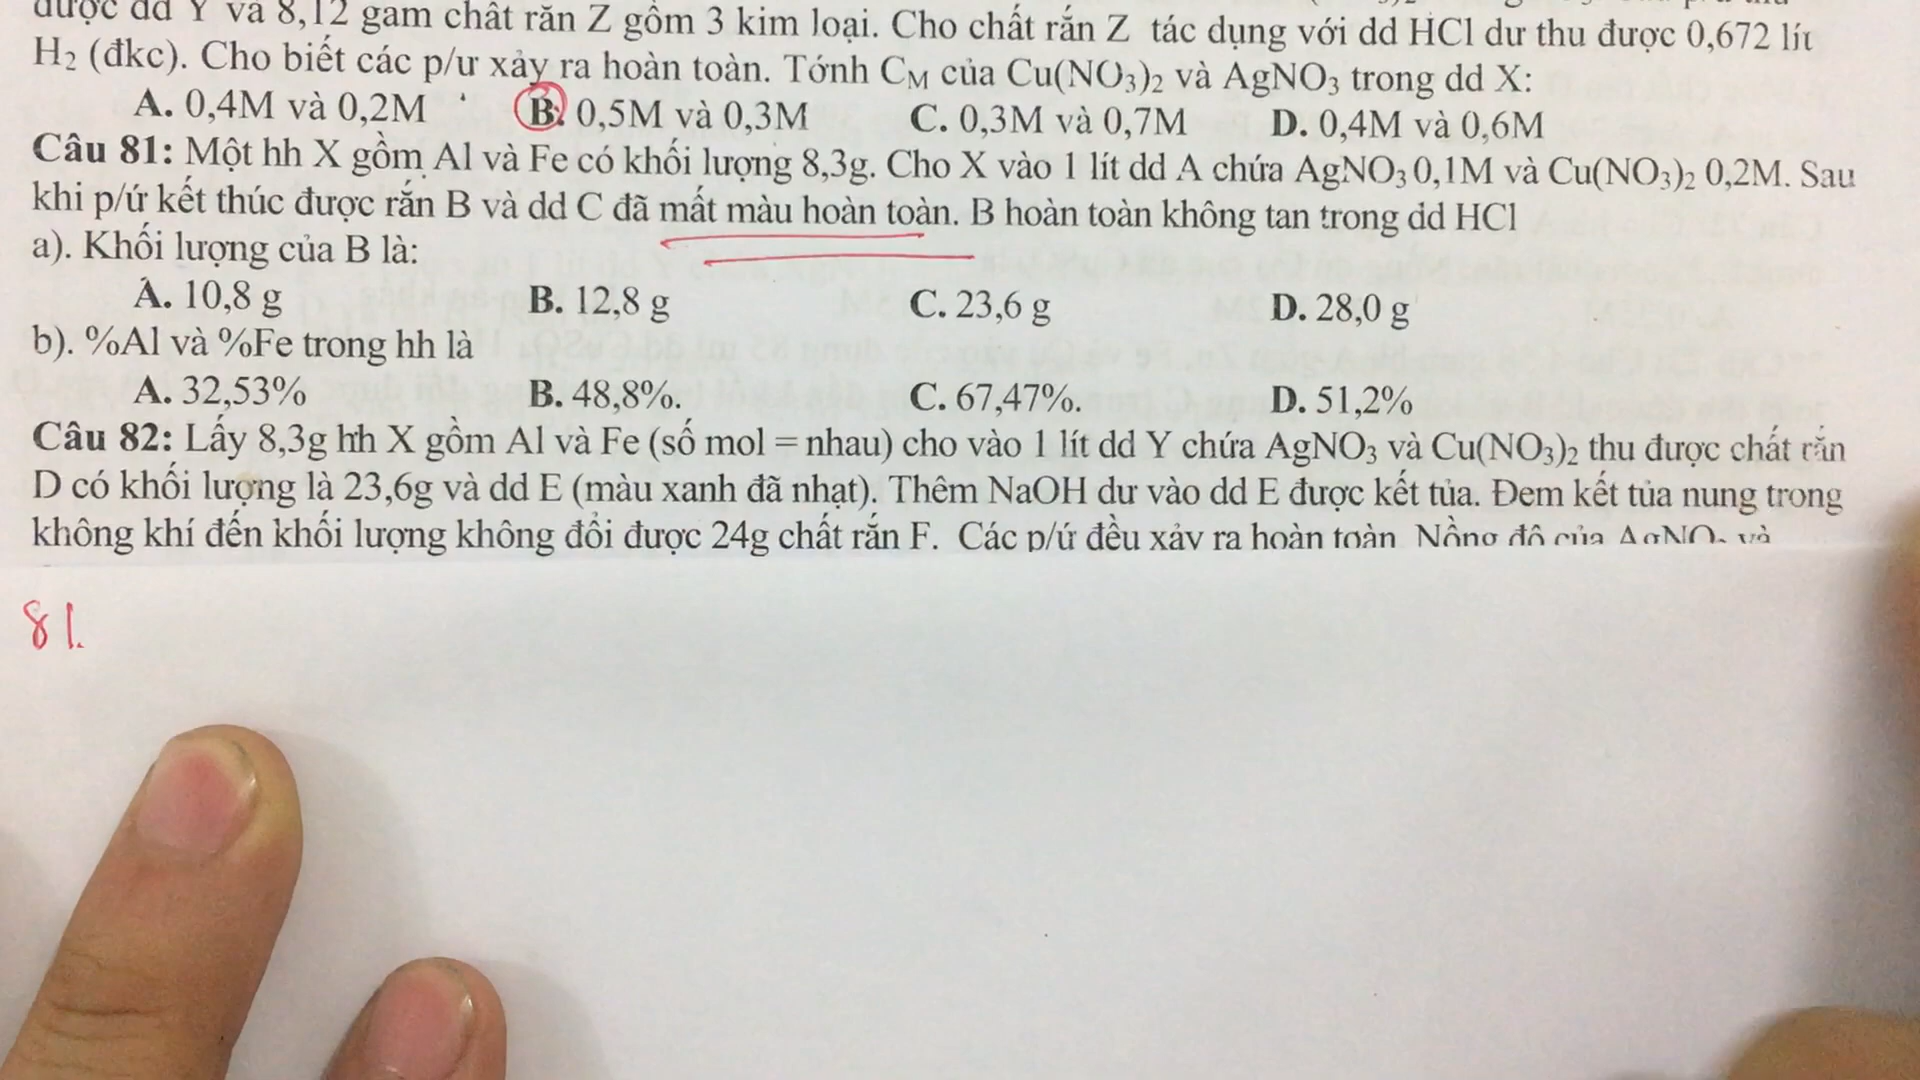 được dd Y và 8,12 gam chất rắn Z gồm 3 kim loại. Cho chất rắn Z tác dụng với dd HCl dư thu được 0,672 lít
H₂ (đkc). Cho biết các p/ư xảy ra hoàn toàn. Tớnh C_M của Cu(NO₃)₂ và AgNO₃ trong dd X:
A. 0,4M và 0,2M B. 0,5M và 0,3M C. 0,3M và 0,7M D. 0,4M và 0,6M
Câu 81: Một hh X gồm Al và Fe có khối lượng 8,3g. Cho X vào 1 lít dd A chứa AgNO₃ 0,1M và Cu(NO₃)₂ 0,2M. Sau
khi p/ứ kết thúc được rắn B và dd C đã mất màu hoàn toàn. B hoàn toàn không tan trong dd HCl
a). Khối lượng của B là:
A. 10,8 g B. 12,8 g C. 23,6 g D. 28,0 g
b). %Al và %Fe trong hh là
A. 32,53% B. 48,8%. C. 67,47%. D. 51,2%
Câu 82: Lấy 8,3g hh X gồm Al và Fe (số mol = nhau) cho vào 1 lít dd Y chứa AgNO₃ và Cu(NO₃)₂ thu được chất rắn
D có khối lượng là 23,6g và dd E (màu xanh đã nhạt). Thêm NaOH dư vào dd E được kết tủa. Đem kết tủa nung trong
không khí đến khối lượng không đổi được 24g chất rắn F. Các p/ứ đều xảy ra hoàn toàn Nồng độ của AgNO₃ và
81.